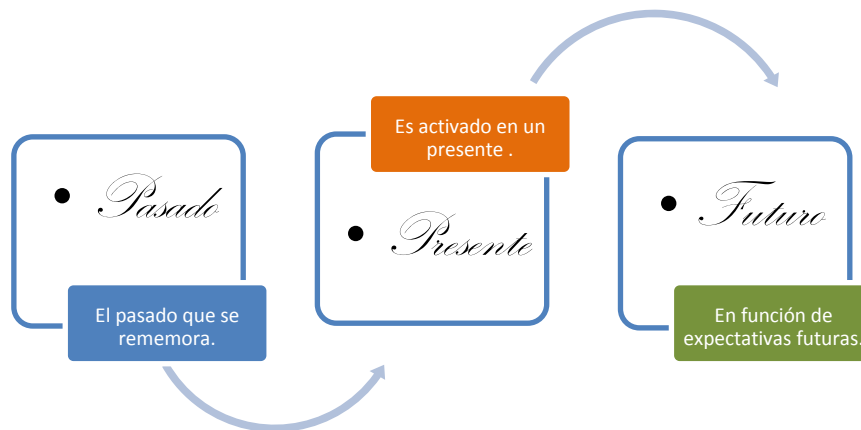 • Pasado
El pasado que se
rememora.
Es activado en un
presente .
• Presente
• Futuro
En función de
expectativas futuras.